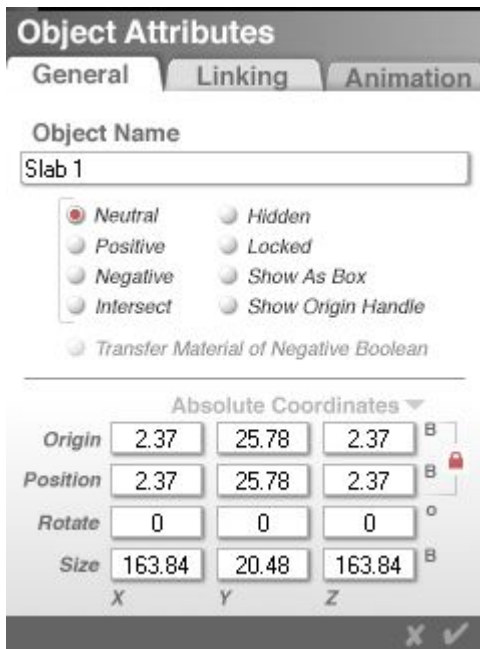 Object Attributes
General Linking Animation
Object Name
Slab 1
Neutral Hidden
Positive Locked
Negative Show As Box
Intersect Show Origin Handle
Transfer Material of Negative Boolean
Absolute Coordinates
Origin 2.37 25.78 2.37 B
Position 2.37 25.78 2.37 B
Rotate 0 0 0 o
Size 163.84 20.48 163.84 B
X Y Z